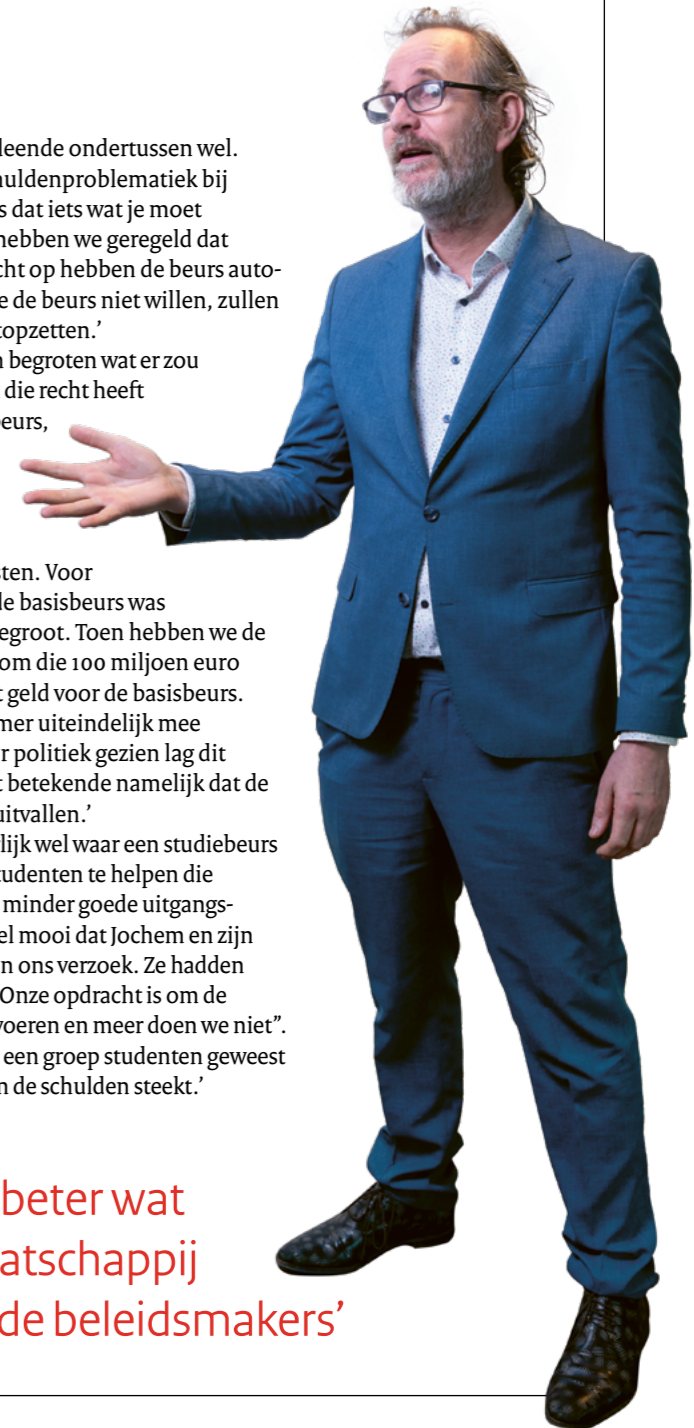 leende ondertussen wel.
huldenproblematiek bij
s dat iets wat je moet
hebben we geregeld dat
cht op hebben de beurs auto-
e de beurs niet willen, zullen
topzetten.’
n begroten wat er zou
die recht heeft
beurs,
sten. Voor
de basisbeurs was
egroot. Toen hebben we de
om die 100 miljoen euro
t geld voor de basisbeurs.
mer uiteindelijk mee
r politiek gezien lag dit
t betekende namelijk dat de
uitvallen.’
lijk wel waar een studiebeurs
tudenten te helpen die
minder goede uitgangs-
el mooi dat Jochem en zijn
n ons verzoek. Ze hadden
Onze opdracht is om de
voeren en meer doen we niet”.
een groep studenten geweest
n de schulden steekt.’
beter wat
atschappij
de beleidsmakers’